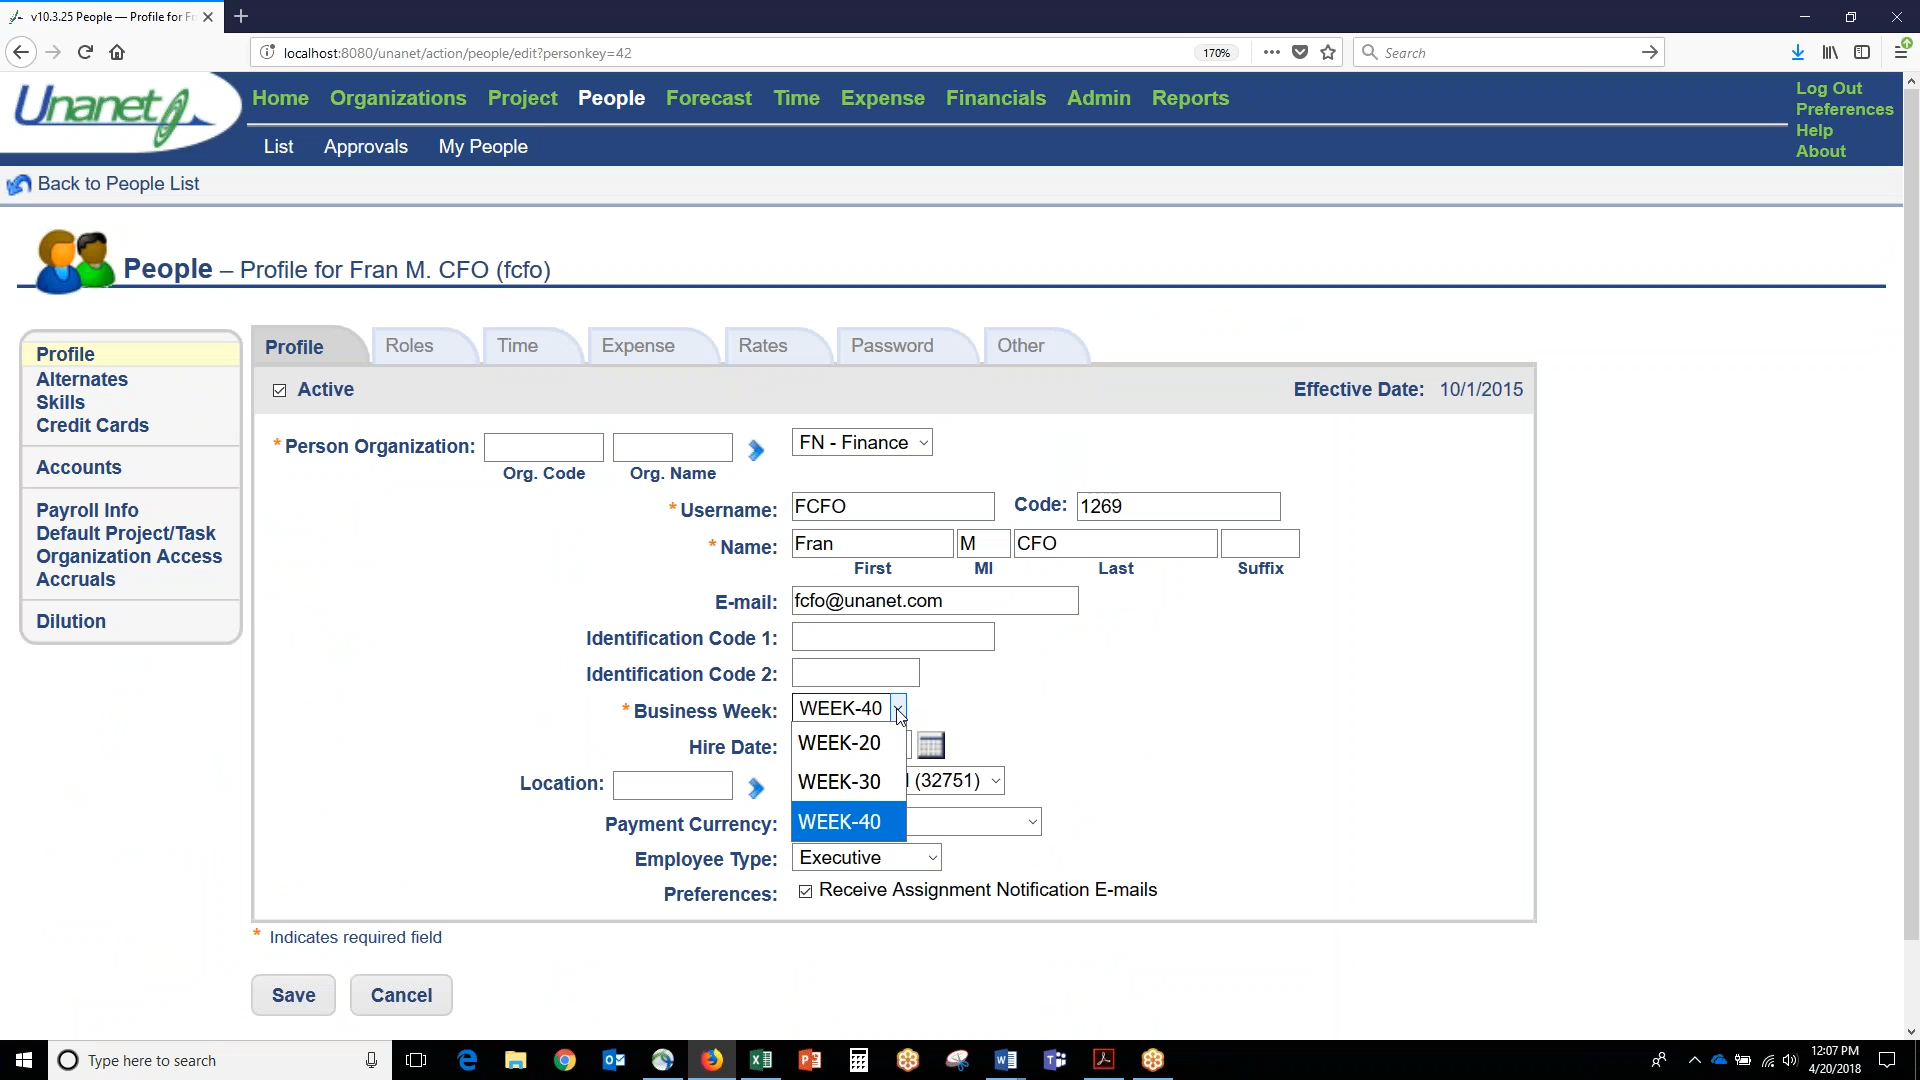 v10.3.25 People — Profile for Fr
localhost:8080/unanet/action/people/edit?personkey=42
170%
Search
Unanet
Home Organizations Project People Forecast Time Expense Financials Admin Reports
Log Out
Preferences
Help
About
List Approvals My People
Back to People List
People – Profile for Fran M. CFO (fcfo)
Profile
Alternates
Skills
Credit Cards
Accounts
Payroll Info
Default Project/Task
Organization Access
Accruals
Dilution
Profile Roles Time Expense Rates Password Other
Active Effective Date: 10/1/2015
* Person Organization: FN - Finance
Org. Code Org. Name
* Username: FCFO Code: 1269
* Name: Fran M CFO
First MI Last Suffix
E-mail: fcfo@unanet.com
Identification Code 1:
Identification Code 2:
* Business Week: WEEK-40
WEEK-20
WEEK-30
WEEK-40
Hire Date:
Location: (32751)
Payment Currency:
Employee Type: Executive
Preferences: Receive Assignment Notification E-mails
* Indicates required field
Save Cancel
Type here to search
12:07 PM
4/20/2018